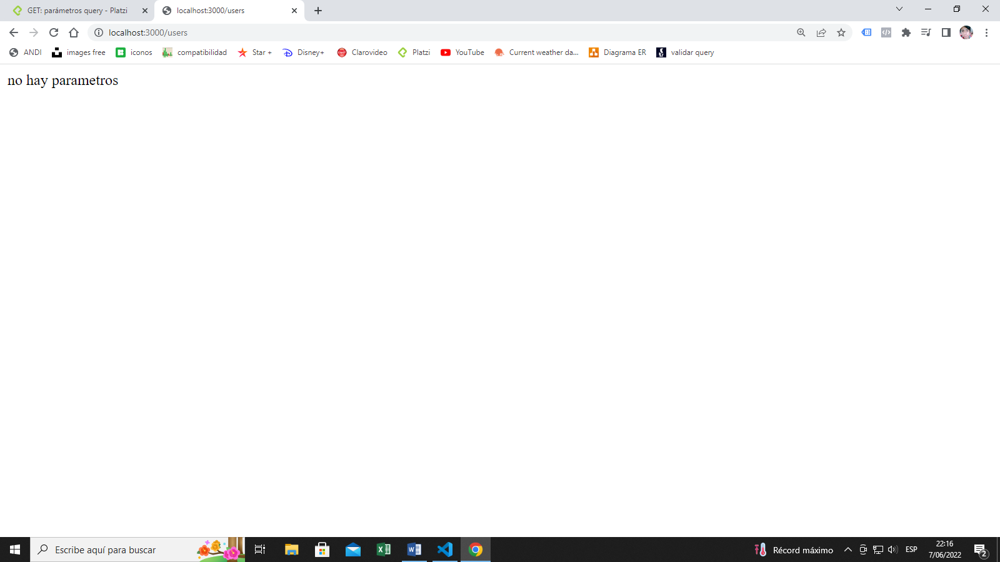 GET: parámetros query - Platzi
localhost:3000/users
localhost:3000/users
ANDI
images free
iconos
compatibilidad
Star +
Disney+
Clarovideo
Platzi
YouTube
Current weather da...
Diagrama ER
validar query
no hay parametros
Escribe aquí para buscar
Récord máximo
ESP
22:16
7/06/2022
2